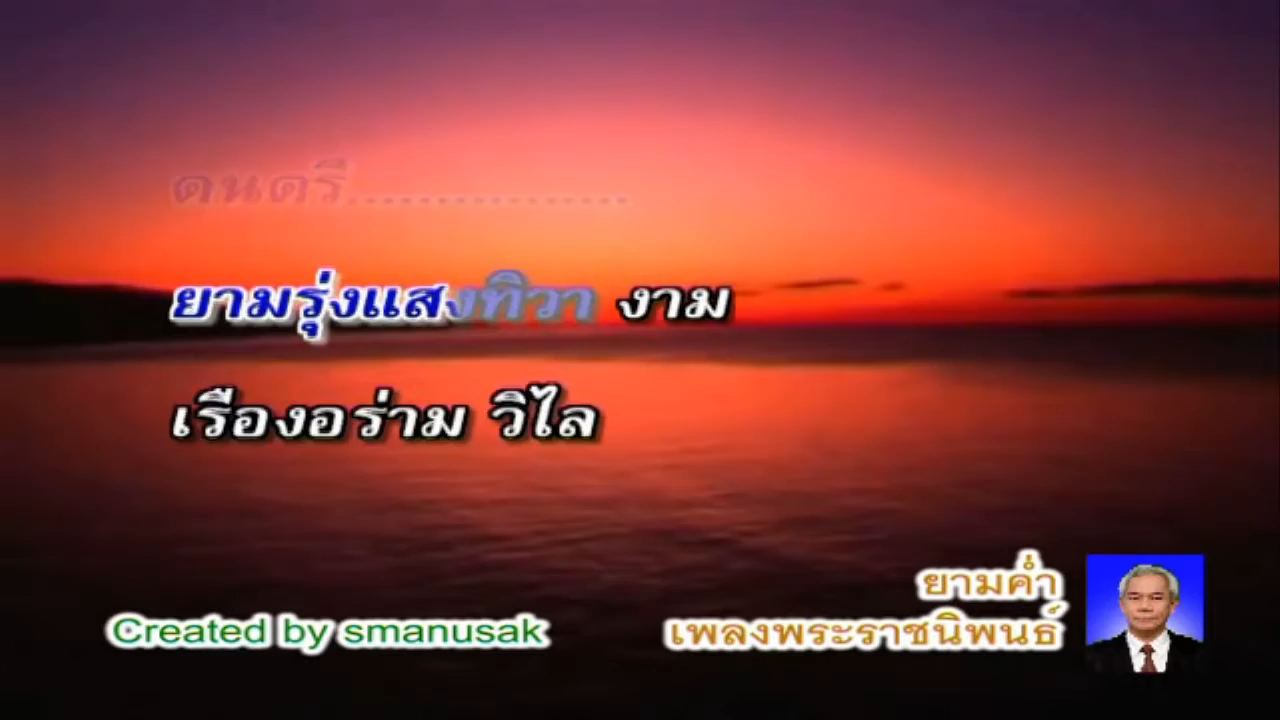 ดนตรี................
ยามรุ่งแสงทิวา งาม
เรืองอร่าม วิไล
ยามค่ำ
Created by smanusak เพลงพระราชนิพนธ์